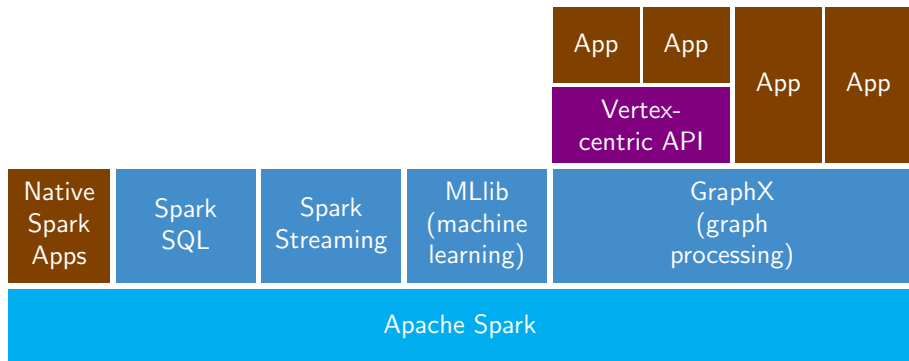 App
App
App
App
Vertex-
centric API
Native
Spark
Apps
Spark
SQL
Spark
Streaming
MLlib
(machine
learning)
GraphX
(graph
processing)
Apache Spark